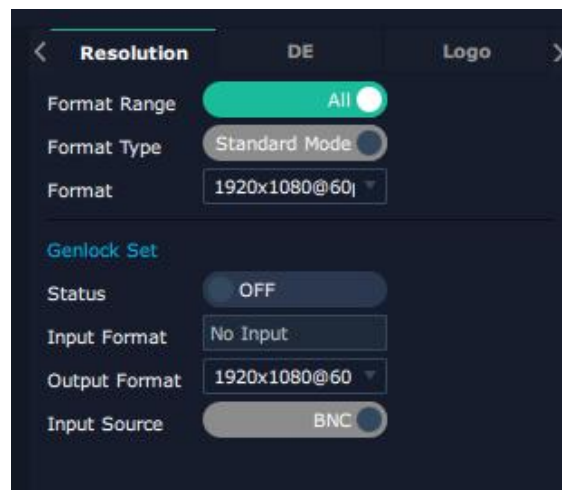 < Resolution DE Logo >
Format Range All
Format Type Standard Mode
Format 1920x1080@60p
Genlock Set
Status OFF
Input Format No Input
Output Format 1920x1080@60
Input Source BNC